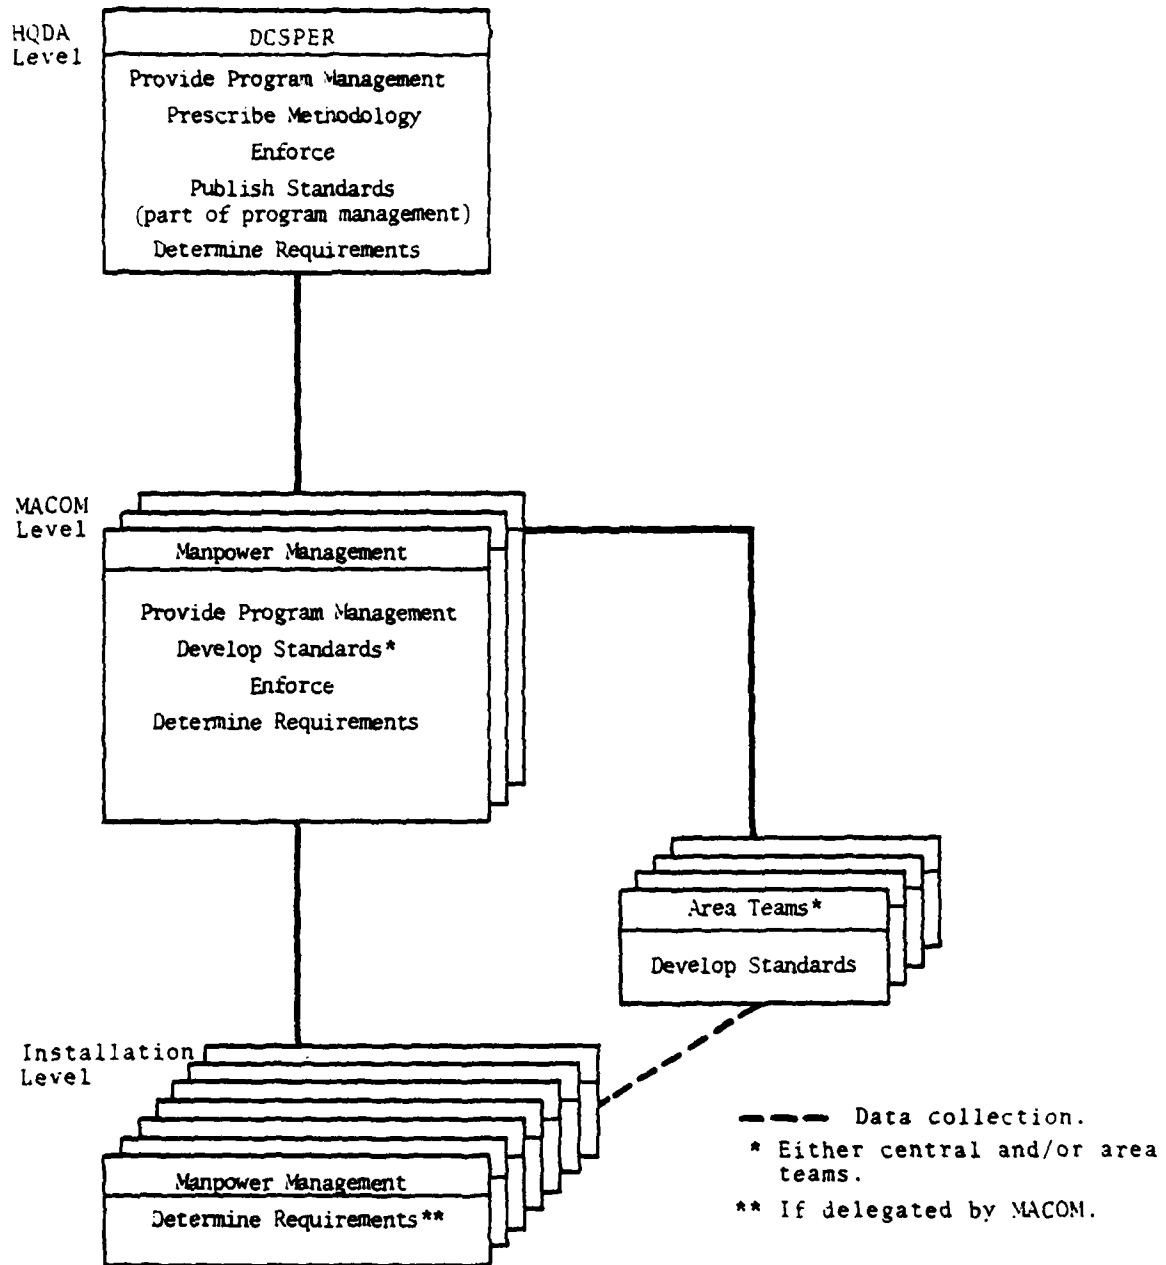 HQDA
Level
DCSPER
Provide Program Management
Prescribe Methodology
Enforce
Publish Standards
(part of program management)
Determine Requirements
MACOM
Level
Manpower Management
Provide Program Management
Develop Standards*
Enforce
Determine Requirements
Area Teams*
Develop Standards
Installation
Level
Manpower Management
Determine Requirements**
Data collection.
* Either central and/or area
teams.
** If delegated by MACOM.